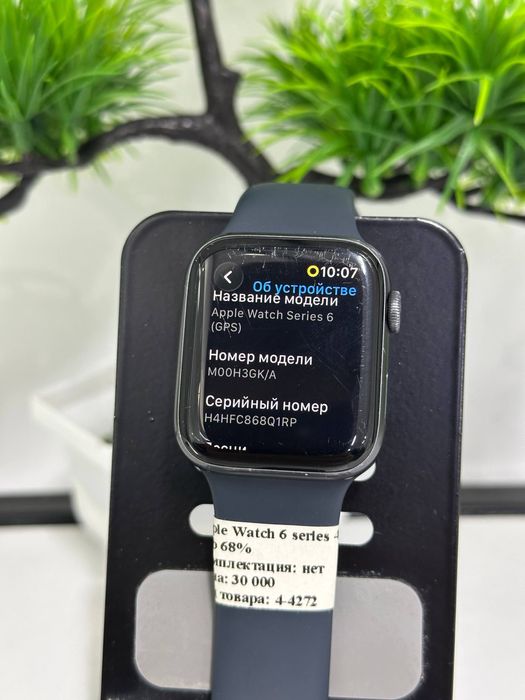 10:07
Об устройстве
Название модели
Apple Watch Series 6
(GPS)
Номер модели
M00H3GK/A
Серийный номер
H4HFC868Q1RP
ple Watch 6 series
68%
мплектация: нет
на: 30 000
товара: 4-4272